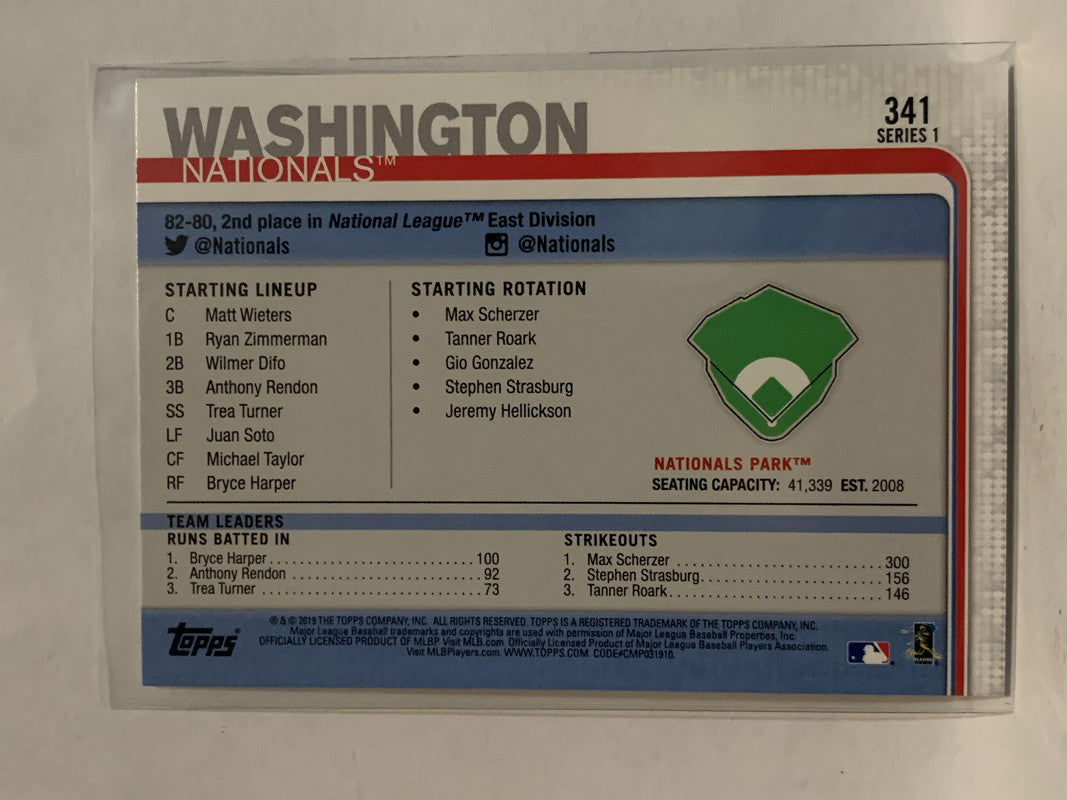 WASHINGTON
NATIONALS™
341
SERIES 1
82-80, 2nd place in National League™ East Division
@Nationals @Nationals
STARTING LINEUP
C Matt Wieters
1B Ryan Zimmerman
2B Wilmer Difo
3B Anthony Rendon
SS Trea Turner
LF Juan Soto
CF Michael Taylor
RF Bryce Harper
STARTING ROTATION
• Max Scherzer
• Tanner Roark
• Gio Gonzalez
• Stephen Strasburg
• Jeremy Hellickson
NATIONALS PARK™
SEATING CAPACITY: 41,339 EST. 2008
TEAM LEADERS
RUNS BATTED IN
1. Bryce Harper 100
2. Anthony Rendon 92
3. Trea Turner 73
STRIKEOUTS
1. Max Scherzer 300
2. Stephen Strasburg 156
3. Tanner Roark 146
topps®
® & © 2019 THE TOPPS COMPANY, INC. ALL RIGHTS RESERVED. TOPPS IS A REGISTERED TRADEMARK OF THE TOPPS COMPANY, INC.
Major League Baseball trademarks and copyrights are used with permission of Major League Baseball Properties, Inc.
OFFICIALLY LICENSED PRODUCT OF MLBP. Visit MLB.com Officially Licensed Product of Major League Baseball Players Association.
Visit MLBPlayers.com. WWW.TOPPS.COM CODE#CMP031910.